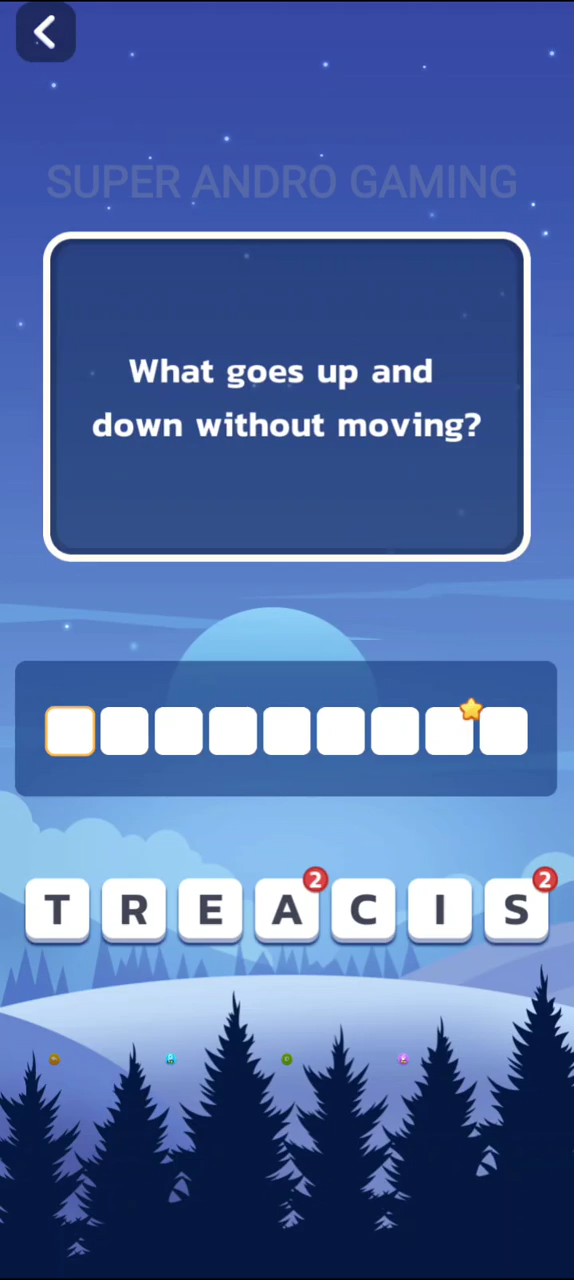 SUPER ANDRO GAMING
What goes up and
down without moving?
T R E A 2 C I S 2